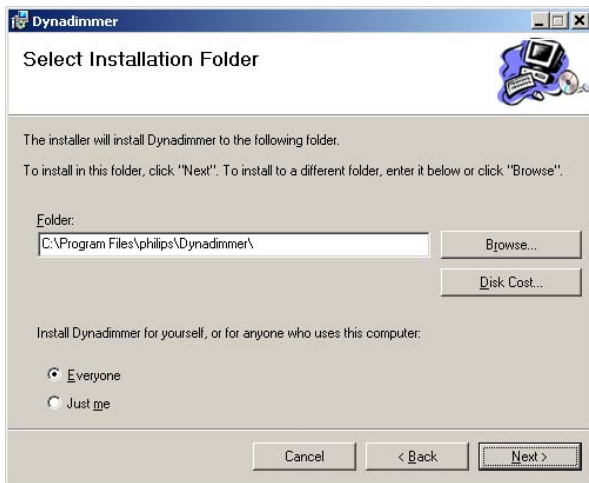 Dynadimmer
Select Installation Folder
The installer will install Dynadimmer to the following folder.
To install in this folder, click "Next". To install to a different folder, enter it below or click "Browse".
Folder:
C:\Program Files\philips\Dynadimmer\
Browse...
Disk Cost...
Install Dynadimmer for yourself, or for anyone who uses this computer:
Everyone
Just me
Cancel
< Back
Next >